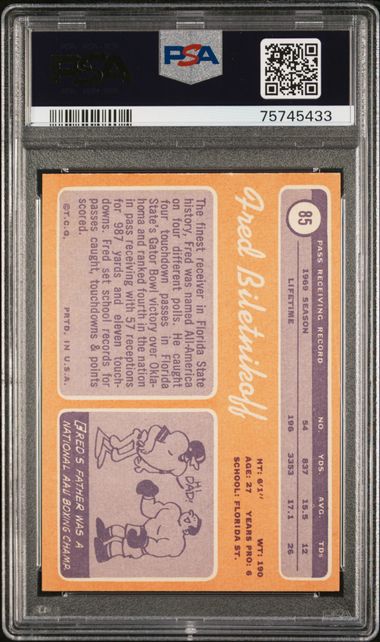 PSA
PSA
75745433
85
PASS RECEIVING RECORD
NO. YDS. AVG. TDS
1969 SEASON 54 837 15.5 12
LIFETIME 196 3353 17.1 26
Fred Biletnikoff
HT: 6'1" WT: 190
AGE: 27 YEARS PRO: 6
SCHOOL: FLORIDA ST.
The finest receiver in Florida State
history, Fred was named All-America
on four different polls. He caught
four touchdown passes in Florida
State's Gator Bowl victory over Okla-
homa and ranked fourth in the nation
in pass receiving with 57 receptions
for 987 yards and eleven touch-
downs. Fred set school records for
passes caught, touchdowns & points
scored.
© T.C.G. PRTD. IN U.S.A.
HI, DADDY
FRED'S FATHER WAS A
NATIONAL AAU BOXING CHAMP.